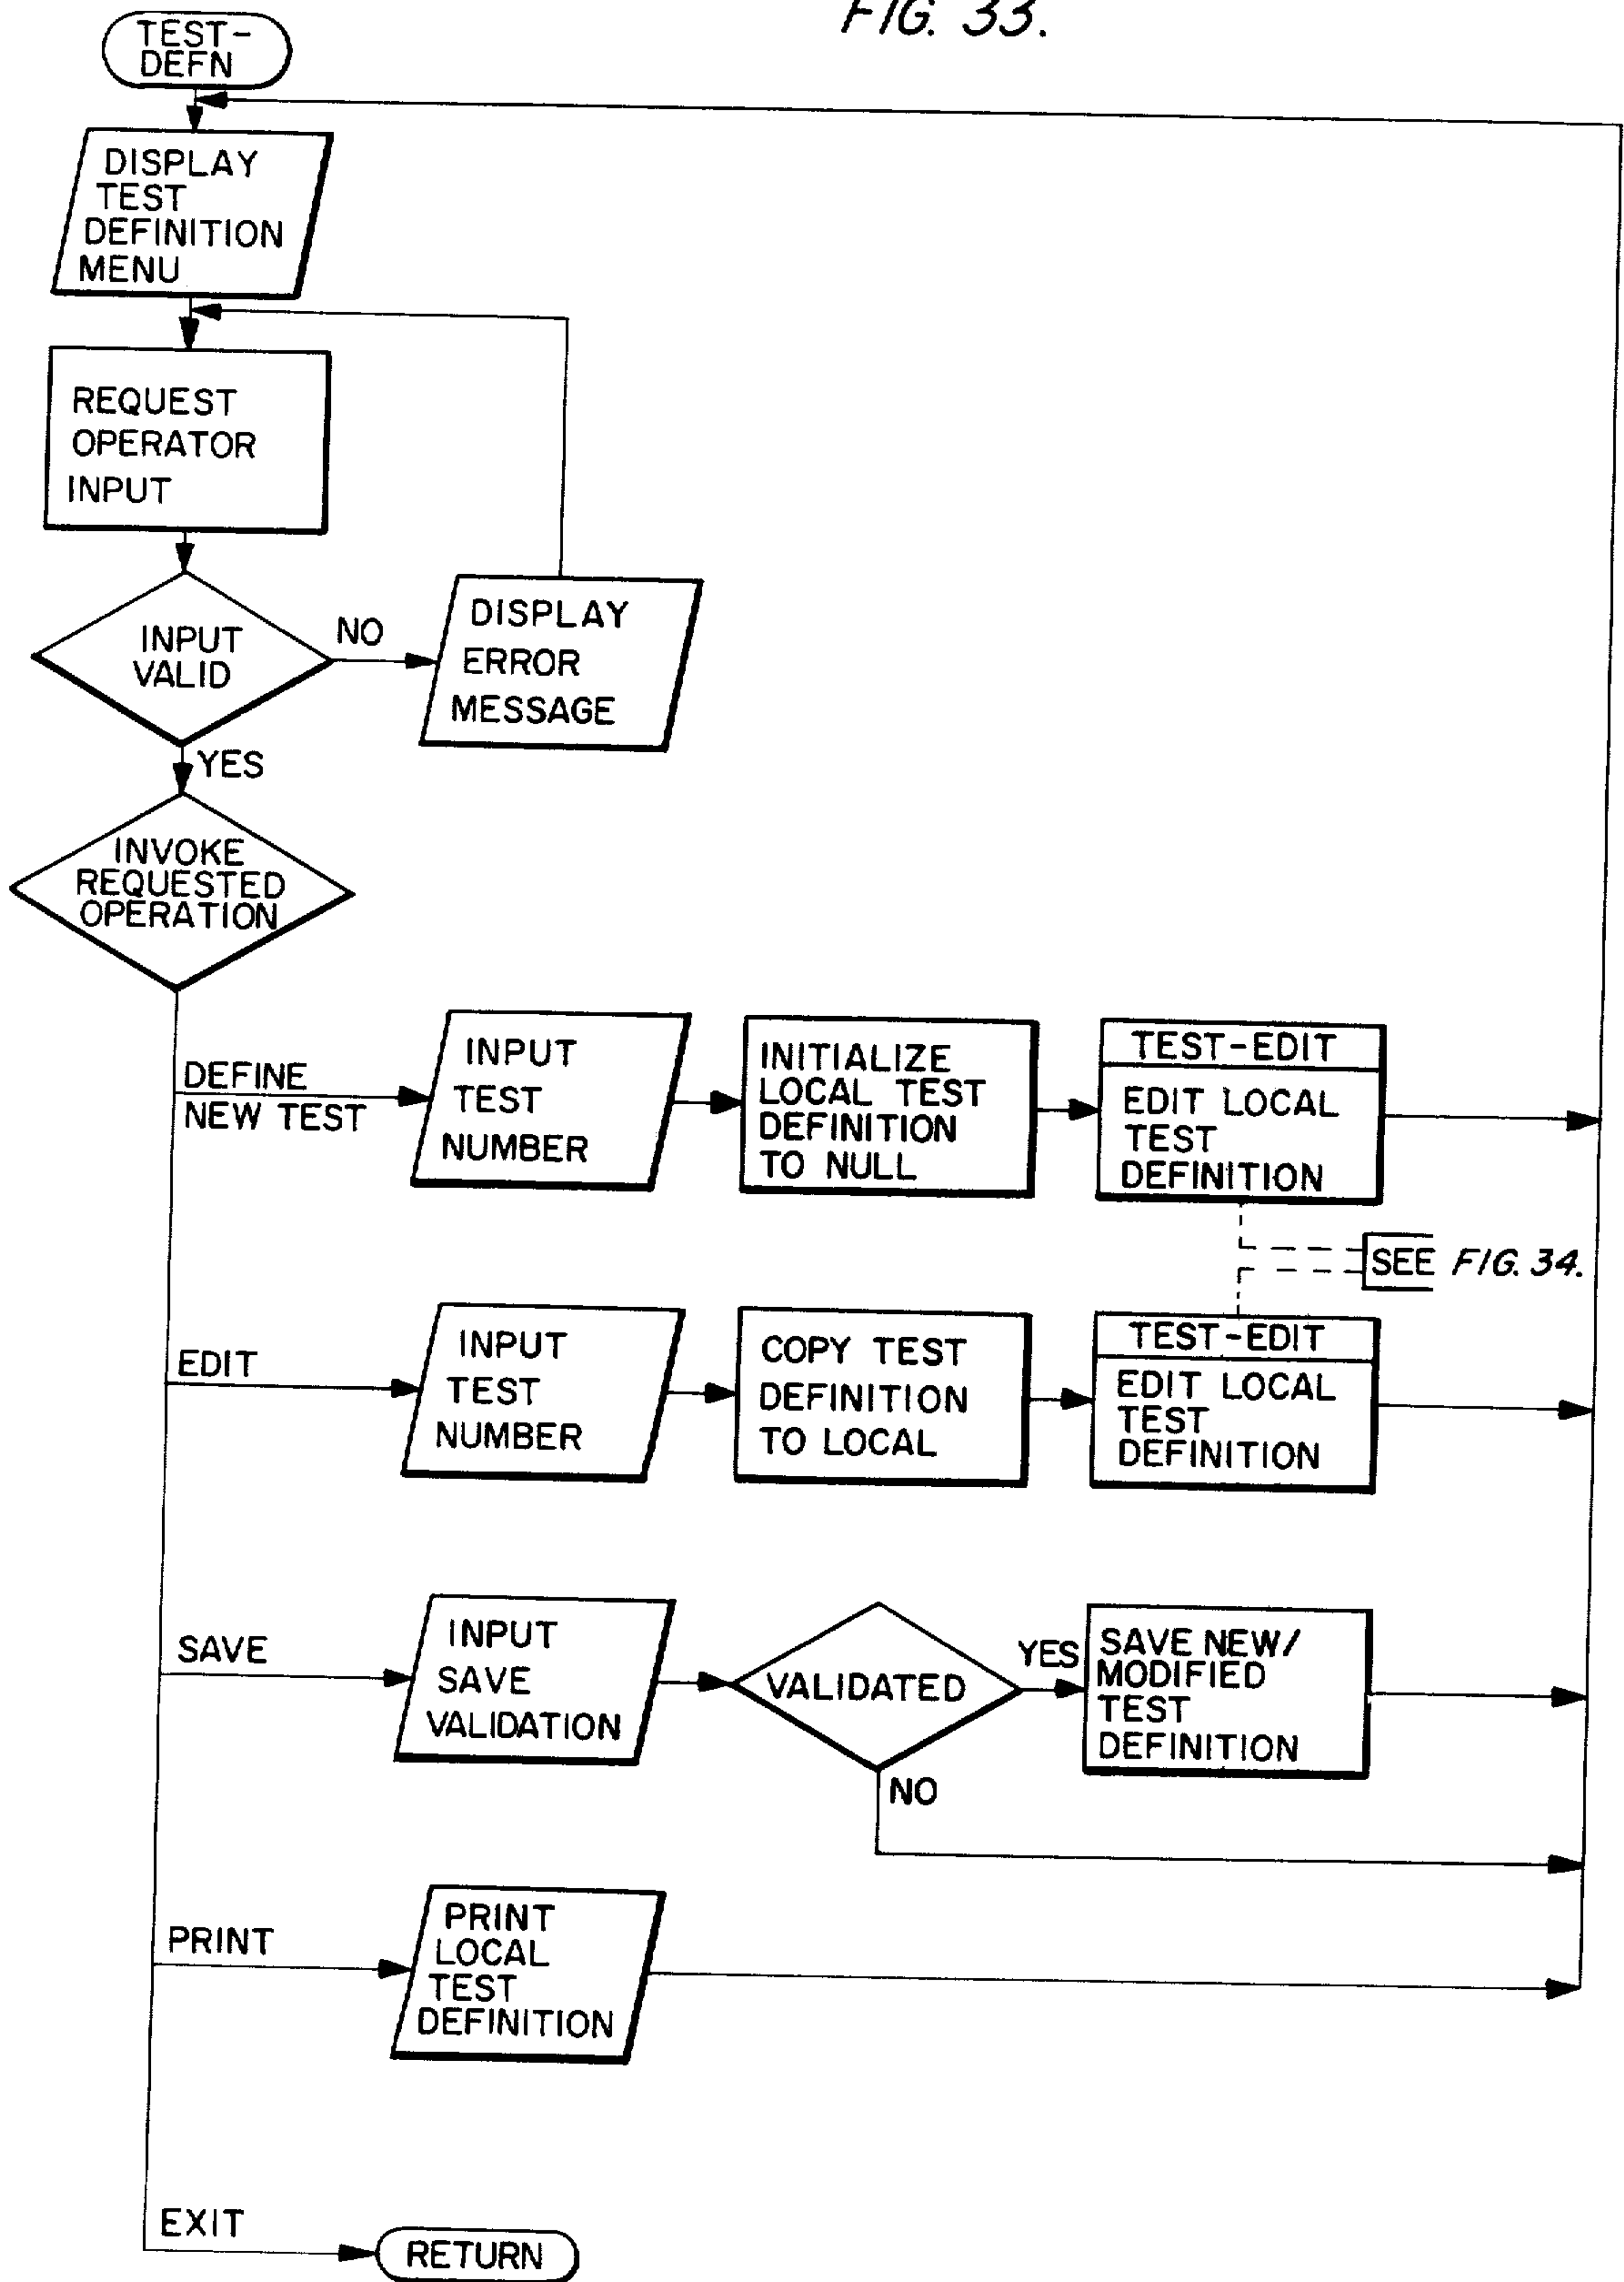 FIG. 33.
TEST-
DEFN
DISPLAY
TEST
DEFINITION
MENU
REQUEST
OPERATOR
INPUT
INPUT
VALID
NO
DISPLAY
ERROR
MESSAGE
YES
INVOKE
REQUESTED
OPERATION
DEFINE
NEW TEST
INPUT
TEST
NUMBER
INITIALIZE
LOCAL TEST
DEFINITION
TO NULL
TEST-EDIT
EDIT LOCAL
TEST
DEFINITION
SEE FIG. 34.
EDIT
INPUT
TEST
NUMBER
COPY TEST
DEFINITION
TO LOCAL
TEST-EDIT
EDIT LOCAL
TEST
DEFINITION
SAVE
INPUT
SAVE
VALIDATION
VALIDATED
YES
NO
SAVE NEW/
MODIFIED
TEST
DEFINITION
PRINT
PRINT
LOCAL
TEST
DEFINITION
EXIT
RETURN